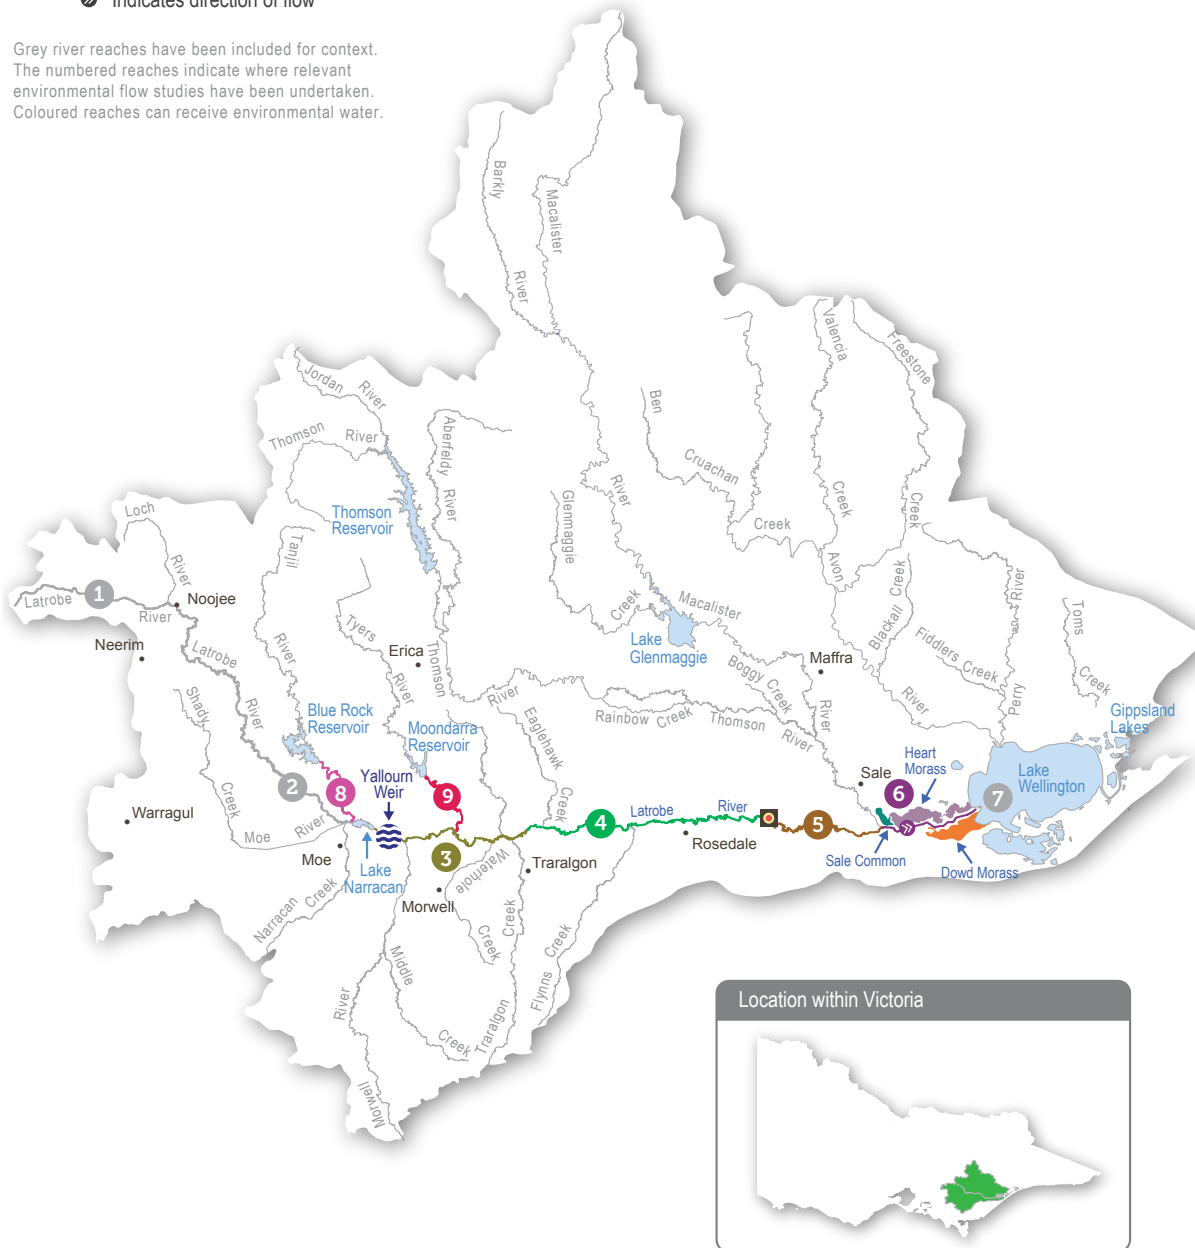 Indicates direction of flow
Grey river reaches have been included for context.
The numbered reaches indicate where relevant
environmental flow studies have been undertaken.
Coloured reaches can receive environmental water.
Barkly
River
Macalister
River
Valencia
Creek
Freestone
Creek
Jordan
River
Thomson
River
Aberfeldy
River
Ben
Cruachan
Creek
Loch
River
Thomson
Reservoir
Tanjil
River
Glenmaggie
Creek
Avon
River
Blackall Creek
Fiddlers Creek
Perry
River
Toms
Creek
1
Latrobe
River
Noojee
Neerim
Latrobe
River
Tyers
River
Erica
Thomson
River
Lake
Glenmaggie
Macalister
River
Boggy Creek
Maffra
Shady
Creek
Blue Rock
Reservoir
Moondarra
Reservoir
Eaglehawk
Creek
Rainbow Creek
Thomson
River
Gippsland
Lakes
Heart
Morass
Lake
Wellington
Sale
2
8
Yallourn
Weir
9
6
7
Warragul
Moe
River
Moe
Lake
Narracan
3
4
Latrobe
River
5
Rosedale
Sale Common
Dowd Morass
Narracan
Creek
Morwell
Waterhole
Creek
Traralgon
Middle
Creek
Traralgon
Creek
Flynns
Creek
River
Morwell
Location within Victoria